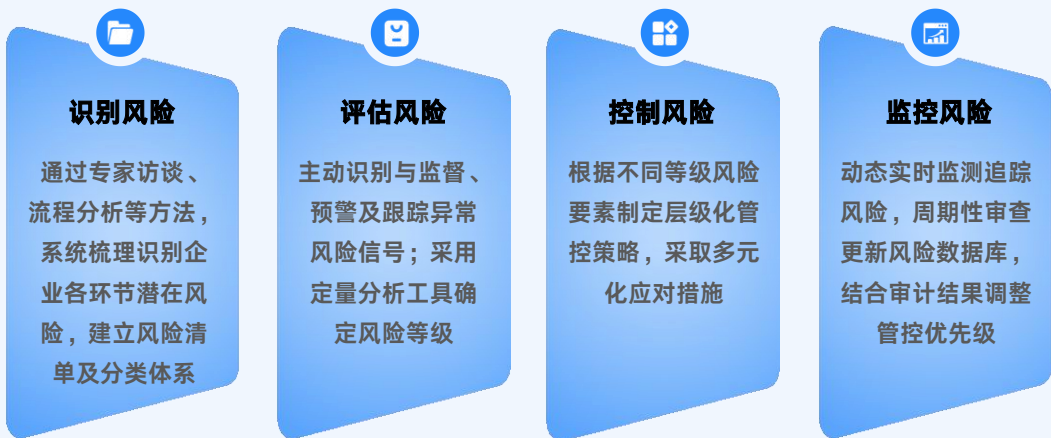 识别风险
通过专家访谈、
流程分析等方法，
系统梳理识别企
业各环节潜在风
险，建立风险清
单及分类体系
评估风险
主动识别与监督、
预警及跟踪异常
风险信号；采用
定量分析工具确
定风险等级
控制风险
根据不同等级风险
要素制定层级化管
控策略，采取多元
化应对措施
监控风险
动态实时监测追踪
风险，周期性审查
更新风险数据库，
结合审计结果调整
管控优先级